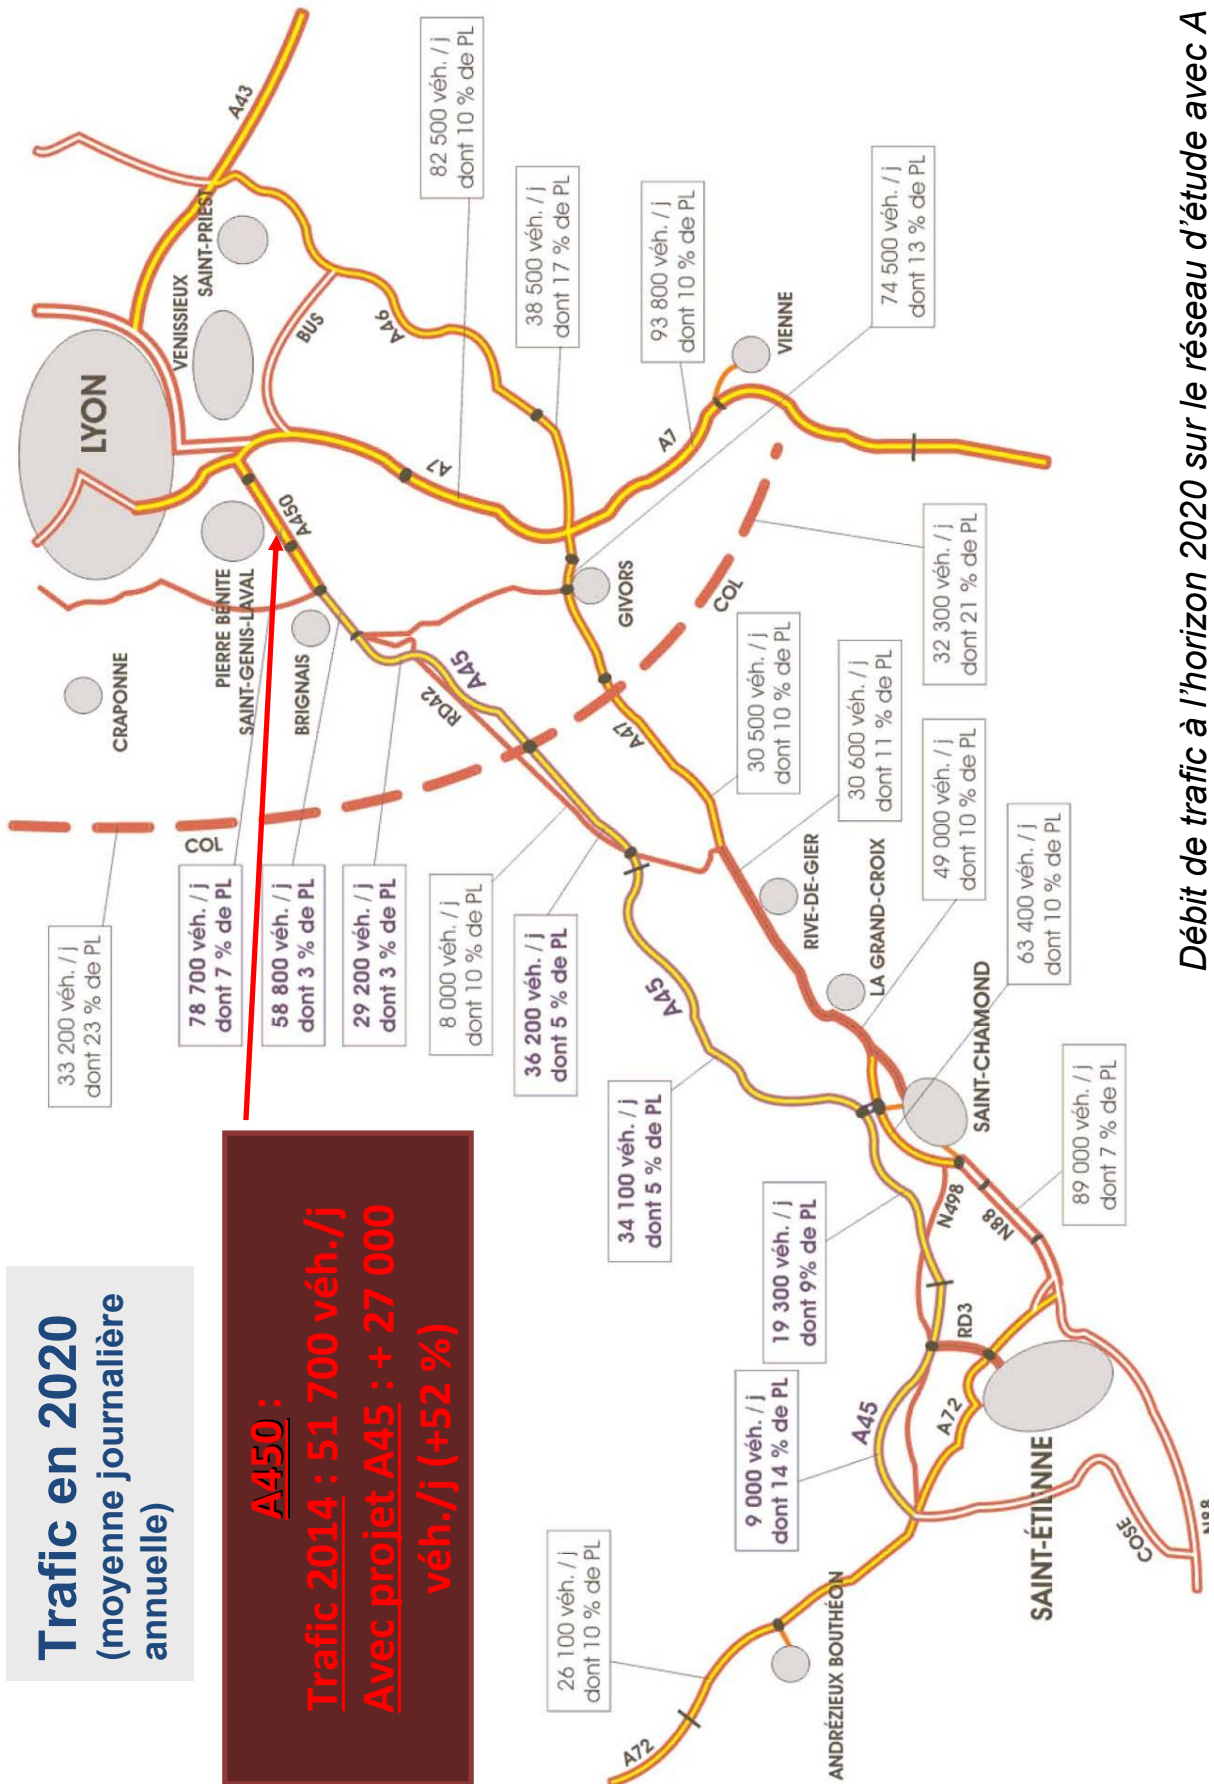 Trafic en 2020
(moyenne journalière
annuelle)
A450 :
Trafic 2014 : 51 700 véh./j
Avec projet A45 : + 27 000
véh./j (+52 %)
33 200 véh. / j
dont 23 % de PL
78 700 véh. / j
dont 7 % de PL
58 800 véh. / j
dont 3 % de PL
29 200 véh. / j
dont 3 % de PL
8 000 véh. / j
dont 10 % de PL
36 200 véh. / j
dont 5 % de PL
34 100 véh. / j
dont 5 % de PL
19 300 véh. / j
dont 9% de PL
9 000 véh. / j
dont 14 % de PL
26 100 véh. / j
dont 10 % de PL
82 500 véh. / j
dont 10 % de PL
38 500 véh. / j
dont 17 % de PL
93 800 véh. / j
dont 10 % de PL
74 500 véh. / j
dont 13 % de PL
32 300 véh. / j
dont 21 % de PL
30 500 véh. / j
dont 10 % de PL
30 600 véh. / j
dont 11 % de PL
49 000 véh. / j
dont 10 % de PL
63 400 véh. / j
dont 10 % de PL
89 000 véh. / j
dont 7 % de PL
LYON
CRAPONNE
PIERRE BÉNITE
SAINT-GENIS-LAVAL
BRIGNAIS
VENISSIEUX
SAINT-PRIEST
A43
BUS
A46
A7
A450
A7
VIENNE
GIVORS
COL
COL
A45
RD42
A47
RIVE-DE-GIER
LA GRAND-CROIX
A45
SAINT-CHAMOND
N498
N88
RD3
A45
A72
SAINT-ÉTIENNE
COSE
N88
ANDRÉZIEUX BOUTHÉON
A72
Débit de trafic à l'horizon 2020 sur le réseau d'étude avec A